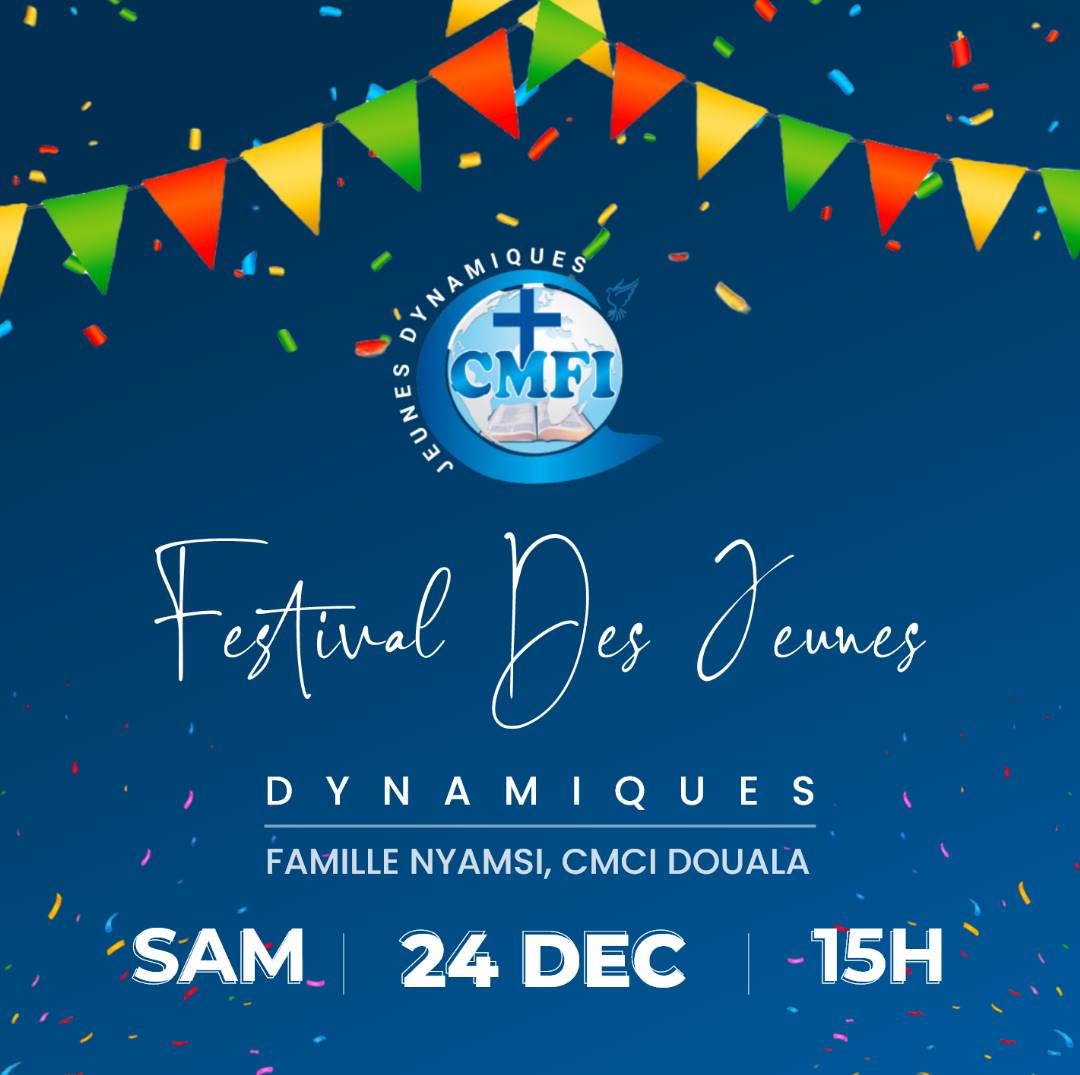 JEUNES DYNAMIQUES
CMFI
Festival Des Jeunes
DYNAMIQUES
FAMILLE NYAMSI, CMCI DOUALA
SAM | 24 DEC | 15H